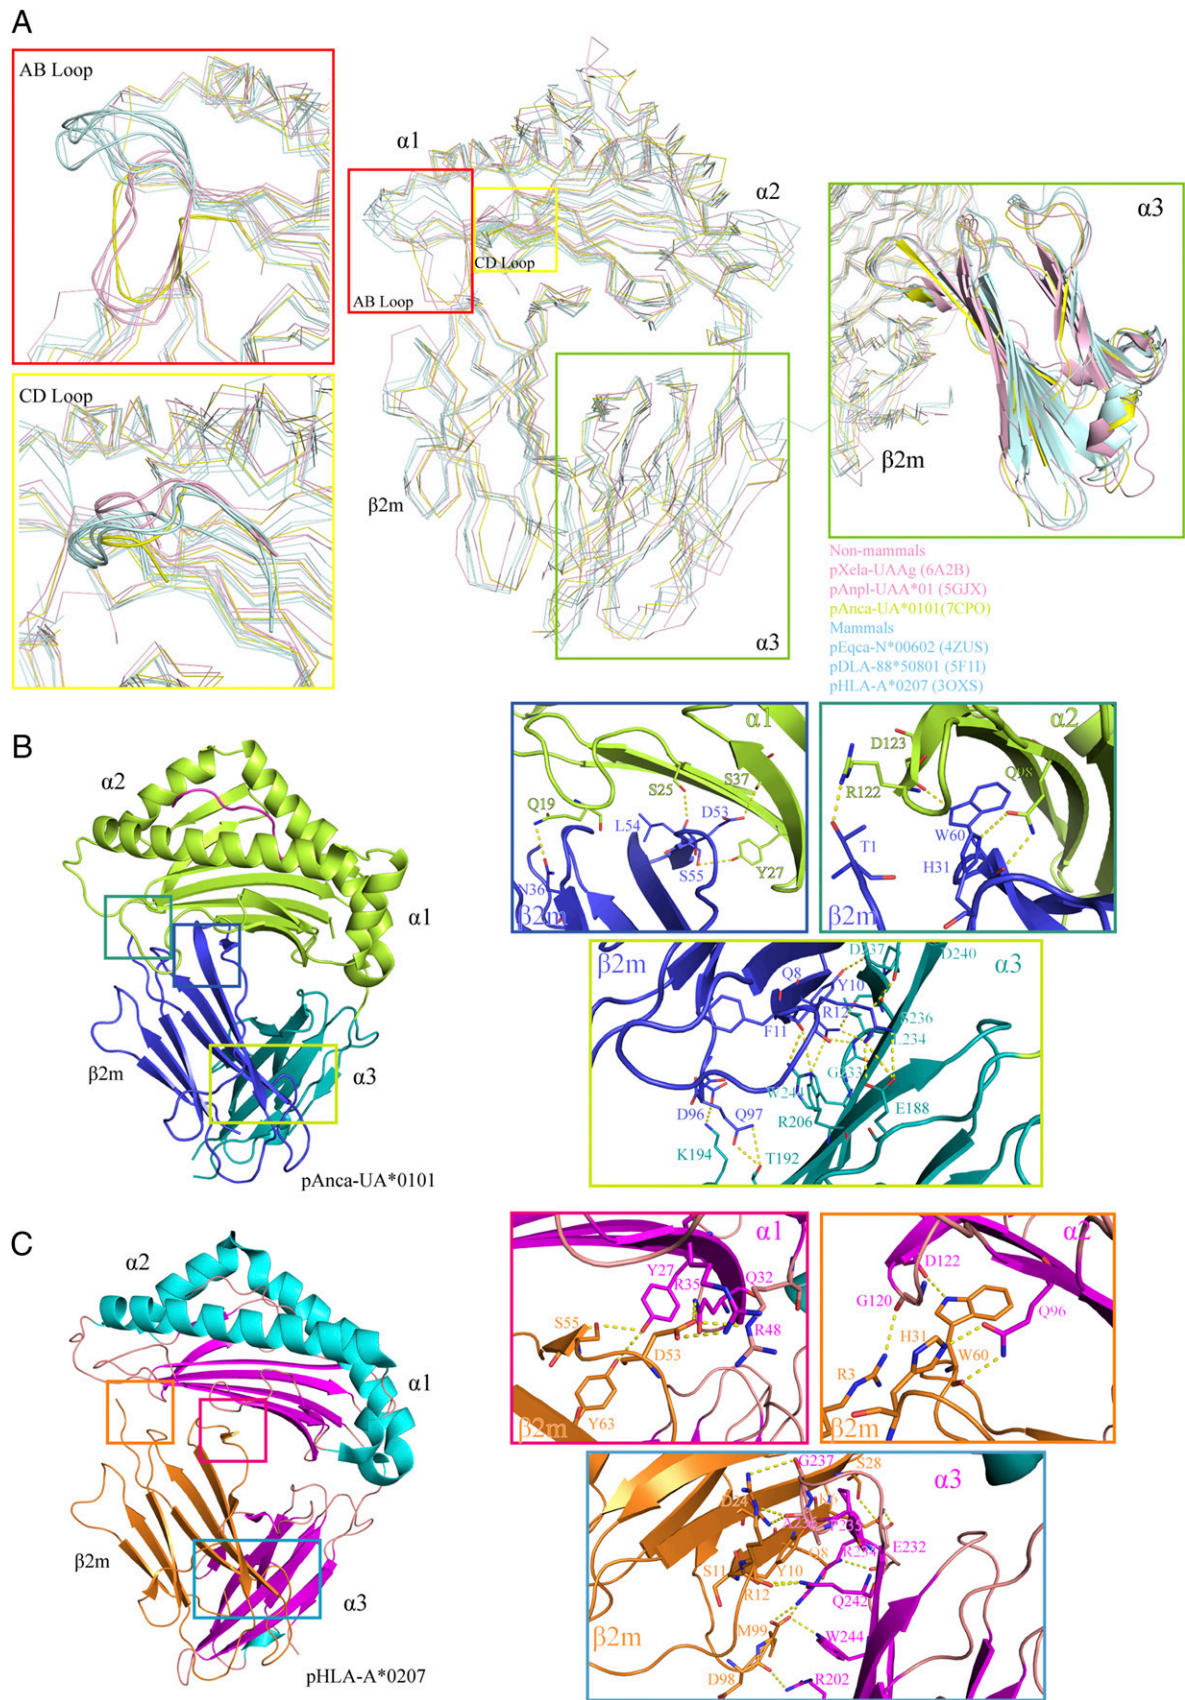 A
AB Loop
α1
α2
α3
CD Loop
AB Loop
CD Loop
β2m
β2m
α3
Non-mammals
pXela-UAAg (6A2B)
pAnpl-UAA*01 (5GJX)
pAnca-UA*0101(7CPO)
Mammals
pEqca-N*00602 (4ZUS)
pDLA-88*50801 (5F1I)
pHLA-A*0207 (3OXS)
B
α2
α1
β2m
α3
pAnca-UA*0101
α1
S37
S25
Q19
D53
L54
S55
Y27
N36
β2m
α2
D123
Q98
R122
W60
T1
H31
β2m
β2m
D237
D240
α3
Q8
Y10
R12
S236
F11
L234
G233
W244
D96
Q97
R206
E188
K194
T192
C
α2
α1
β2m
α3
pHLA-A*0207
α1
Y27
R35
Q32
S55
R48
D53
Y63
β2m
α2
D122
G120
Q96
H31
W60
R3
β2m
G237
S28
α3
D24
E232
Q8
R234
S11
Y10
R12
Q242
M99
β2m
W244
D98
R202